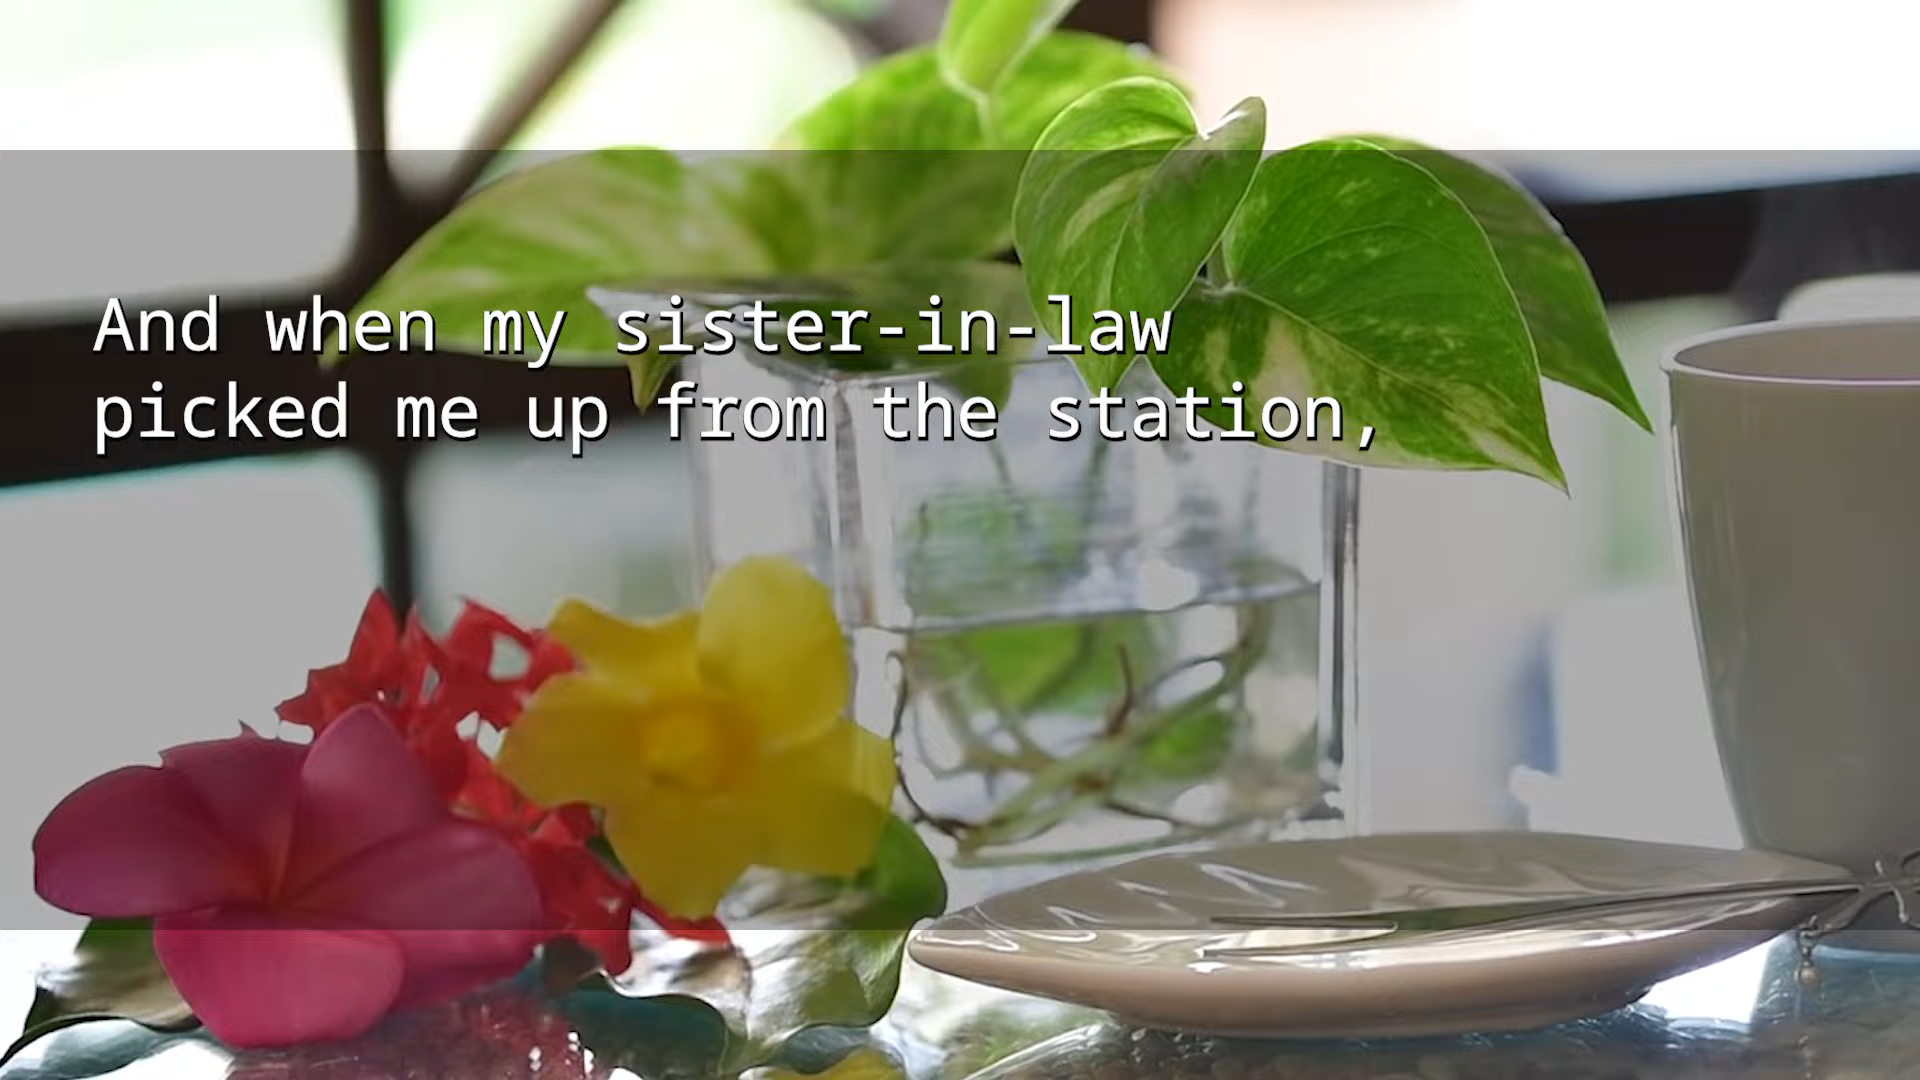 And when my sister-in-law
picked me up from the station,